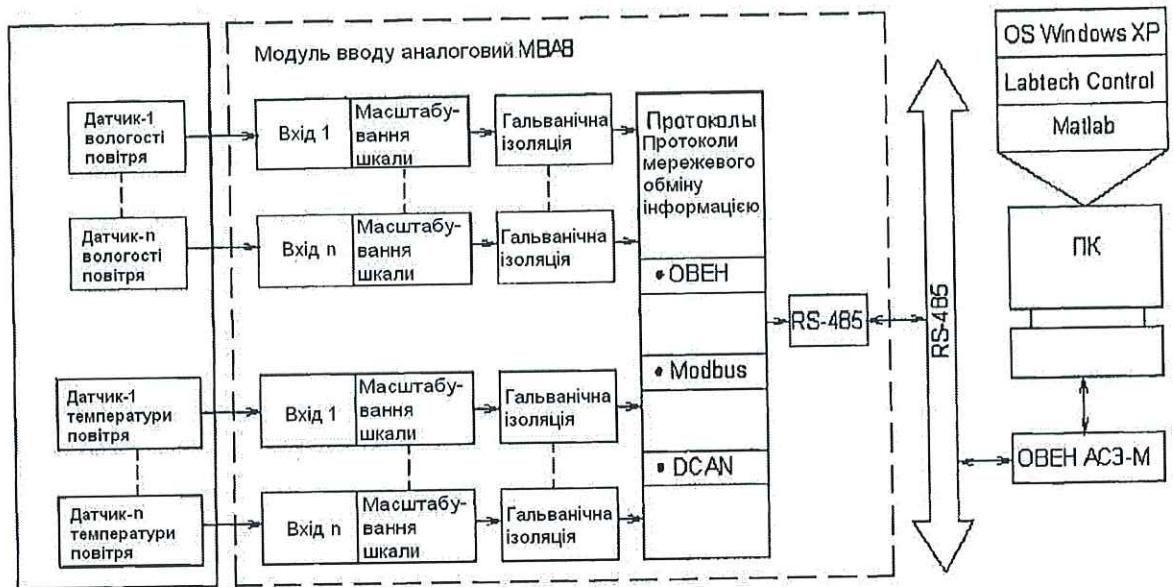 Модуль вводу аналоговий МВА8
Датчик-1
вологості
повітря
Вхід 1
Масштабу-
вання
шкали
Гальванічна
ізоляція
Датчик-n
вологості
повітря
Вхід n
Масштабу-
вання
шкали
Гальванічна
ізоляція
Датчик-1
температури
повітря
Вхід 1
Масштабу-
вання
шкали
Гальванічна
ізоляція
Датчик-n
температури
повітря
Вхід n
Масштабу-
вання
шкали
Гальванічна
ізоляція
Протоколы
Протоколи
мережевого
обміну
інформацією
• ОВЕН
• Modbus
• DCAN
RS-485
RS-485
OS Windows XP
Labtech Control
Matlab
ПК
ОВЕН АСЭ-М